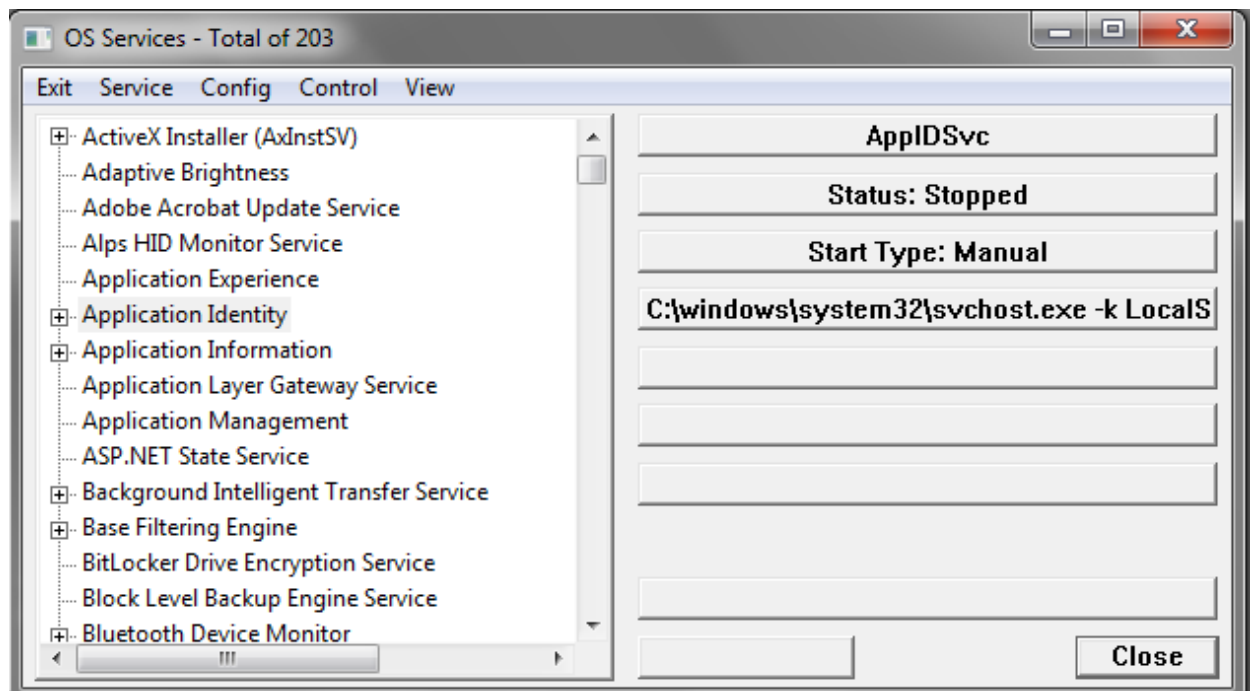 OS Services - Total of 203
Exit Service Config Control View
ActiveX Installer (AxInstSV)
Adaptive Brightness
Adobe Acrobat Update Service
Alps HID Monitor Service
Application Experience
Application Identity
Application Information
Application Layer Gateway Service
Application Management
ASP.NET State Service
Background Intelligent Transfer Service
Base Filtering Engine
BitLocker Drive Encryption Service
Block Level Backup Engine Service
Bluetooth Device Monitor
AppIDSvc
Status: Stopped
Start Type: Manual
C:\windows\system32\svchost.exe -k LocalS
Close